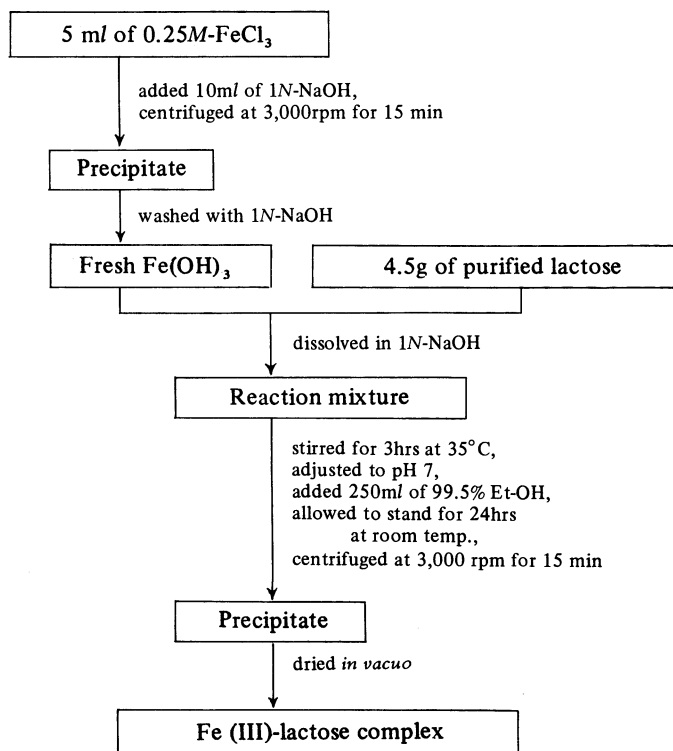 5 ml of 0.25M-FeCl₃
added 10ml of 1N-NaOH,
centrifuged at 3,000rpm for 15 min
Precipitate
washed with 1N-NaOH
Fresh Fe(OH)₃
4.5g of purified lactose
dissolved in 1N-NaOH
Reaction mixture
stirred for 3hrs at 35°C,
adjusted to pH 7,
added 250ml of 99.5% Et-OH,
allowed to stand for 24hrs
at room temp.,
centrifuged at 3,000 rpm for 15 min
Precipitate
dried in vacuo
Fe (III)-lactose complex